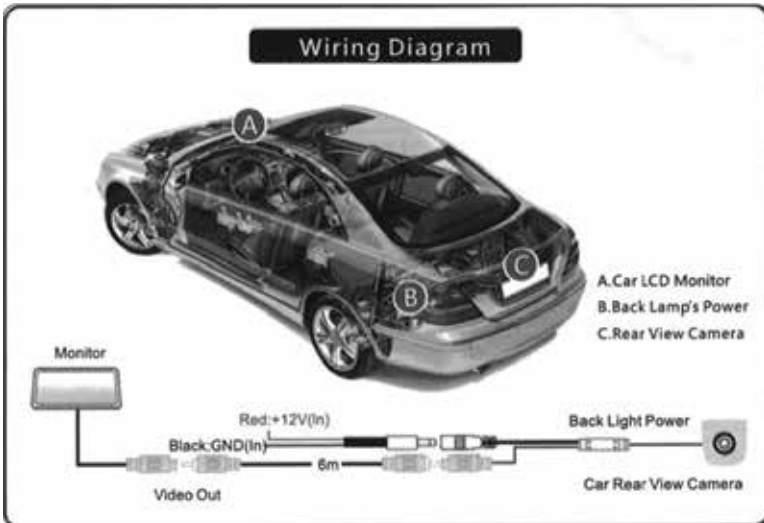 Wiring Diagram
A
B
C
A.Car LCD Monitor
B.Back Lamp's Power
C.Rear View Camera
Monitor
Red:+12V(In)
Black:GND(In)
Back Light Power
6m
Video Out
Car Rear View Camera